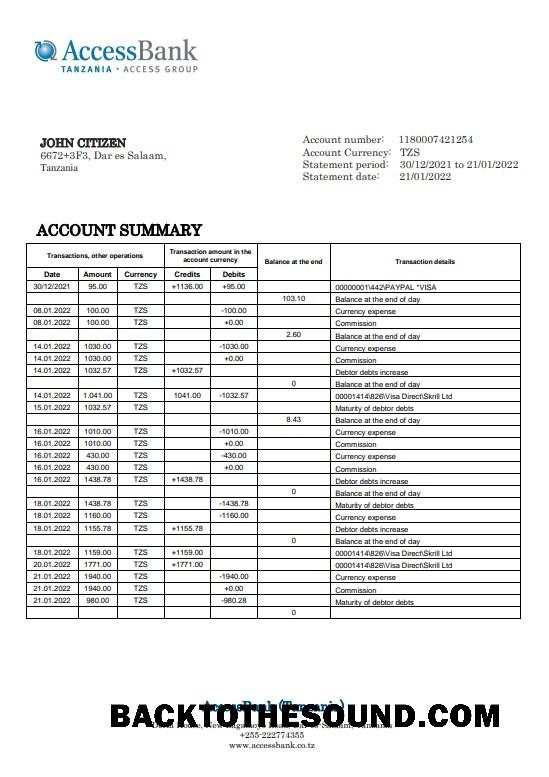 AccessBank
TANZANIA • ACCESS GROUP
JOHN CITIZEN
6672+3F3, Dar es Salaam,
Tanzania
Account number: 1180007421254
Account Currency: TZS
Statement period: 30/12/2021 to 21/01/2022
Statement date: 21/01/2022
ACCOUNT SUMMARY
Transactions, other operations Transaction amount in the account currency Balance at the end Transaction details
Date Amount Currency Credits Debits
30/12/2021 95.00 TZS +1136.00 +95.00 00000001\442\PAYPAL *VISA
103.10 Balance at the end of day
08.01.2022 100.00 TZS -100.00 Currency expense
08.01.2022 100.00 TZS +0.00 Commission
2.60 Balance at the end of day
14.01.2022 1030.00 TZS -1030.00 Currency expense
14.01.2022 1030.00 TZS +0.00 Commission
14.01.2022 1032.57 TZS +1032.57 Debtor debts increase
0 Balance at the end of day
14.01.2022 1.041.00 TZS 1041.00 -1032.57 00001414\826\Visa Direct\Skrill Ltd
15.01.2022 1032.57 TZS Maturity of debtor debts
8.43 Balance at the end of day
16.01.2022 1010.00 TZS -1010.00 Currency expense
16.01.2022 1010.00 TZS +0.00 Commission
16.01.2022 430.00 TZS -430.00 Currency expense
16.01.2022 430.00 TZS +0.00 Commission
16.01.2022 1438.78 TZS +1438.78 Debtor debts increase
0 Balance at the end of day
18.01.2022 1438.78 TZS -1438.78 Maturity of debtor debts
18.01.2022 1160.00 TZS -1160.00 Currency expense
18.01.2022 1155.78 TZS +1155.78 Debtor debts increase
0 Balance at the end of day
18.01.2022 1159.00 TZS +1159.00 00001414\826\Visa Direct\Skrill Ltd
20.01.2022 1771.00 TZS +1771.00 00001414\826\Visa Direct\Skrill Ltd
21.01.2022 1940.00 TZS -1940.00 Currency expense
21.01.2022 1940.00 TZS +0.00 Commission
21.01.2022 980.00 TZS -980.28 Maturity of debtor debts
0
AccessBank (Tanzania)
BACKTOTHESOUND.COM
+255-222774355
www.accessbank.co.tz